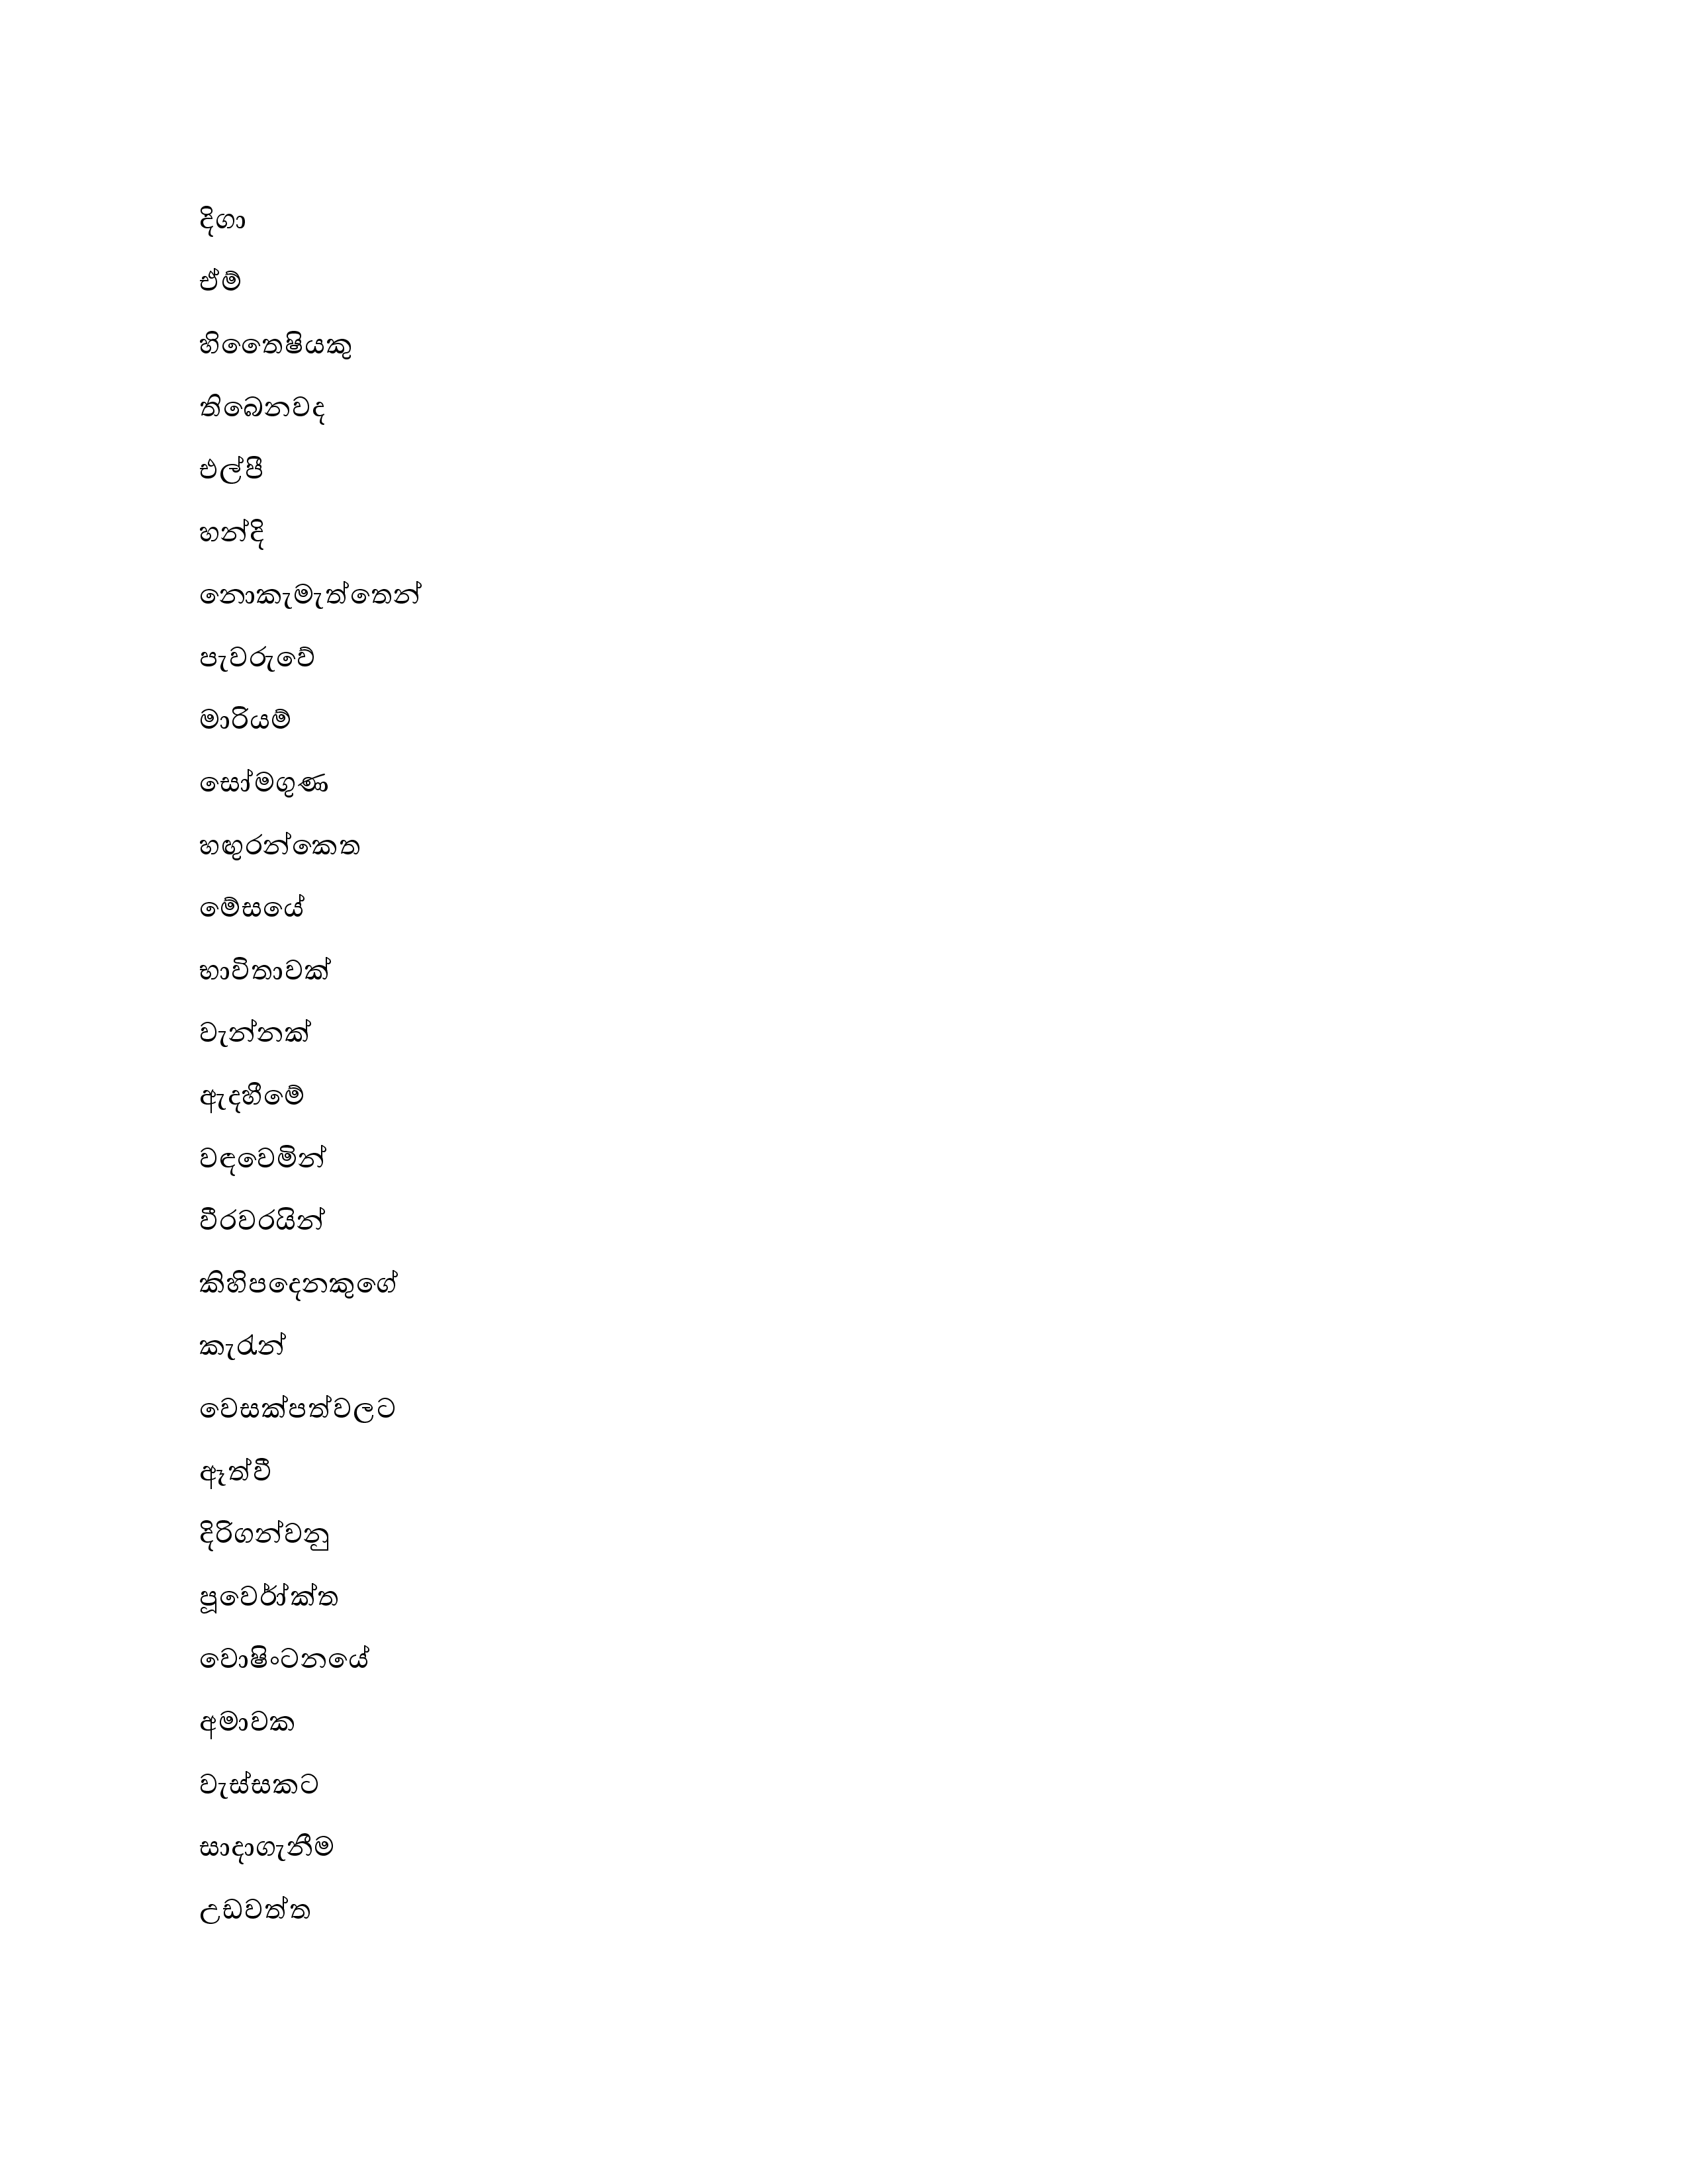 දිගා
ඒම්
හිතෛෂියකු
තිබෙනවද
එල්පී
හන්දි
නොකැමැත්තෙන්
පැවරුවේ
මාරියම්
සෝමගුණ
හඟුරන්කෙත
මේසයේ
භාවිතාවක්
වැන්නක්
ඇදහීමේ
වඳවෙමින්
වීරවරයින්
කිහිපදෙනකුගේ
කැරැන්
වෙසක්පත්වලට
ඈත්වී
දිරිගන්වනු
පූර්වෝක්ත
වොෂිංටනයේ
අමාවක
වැස්සකට
සාදාගැනීම
උඩවත්ත